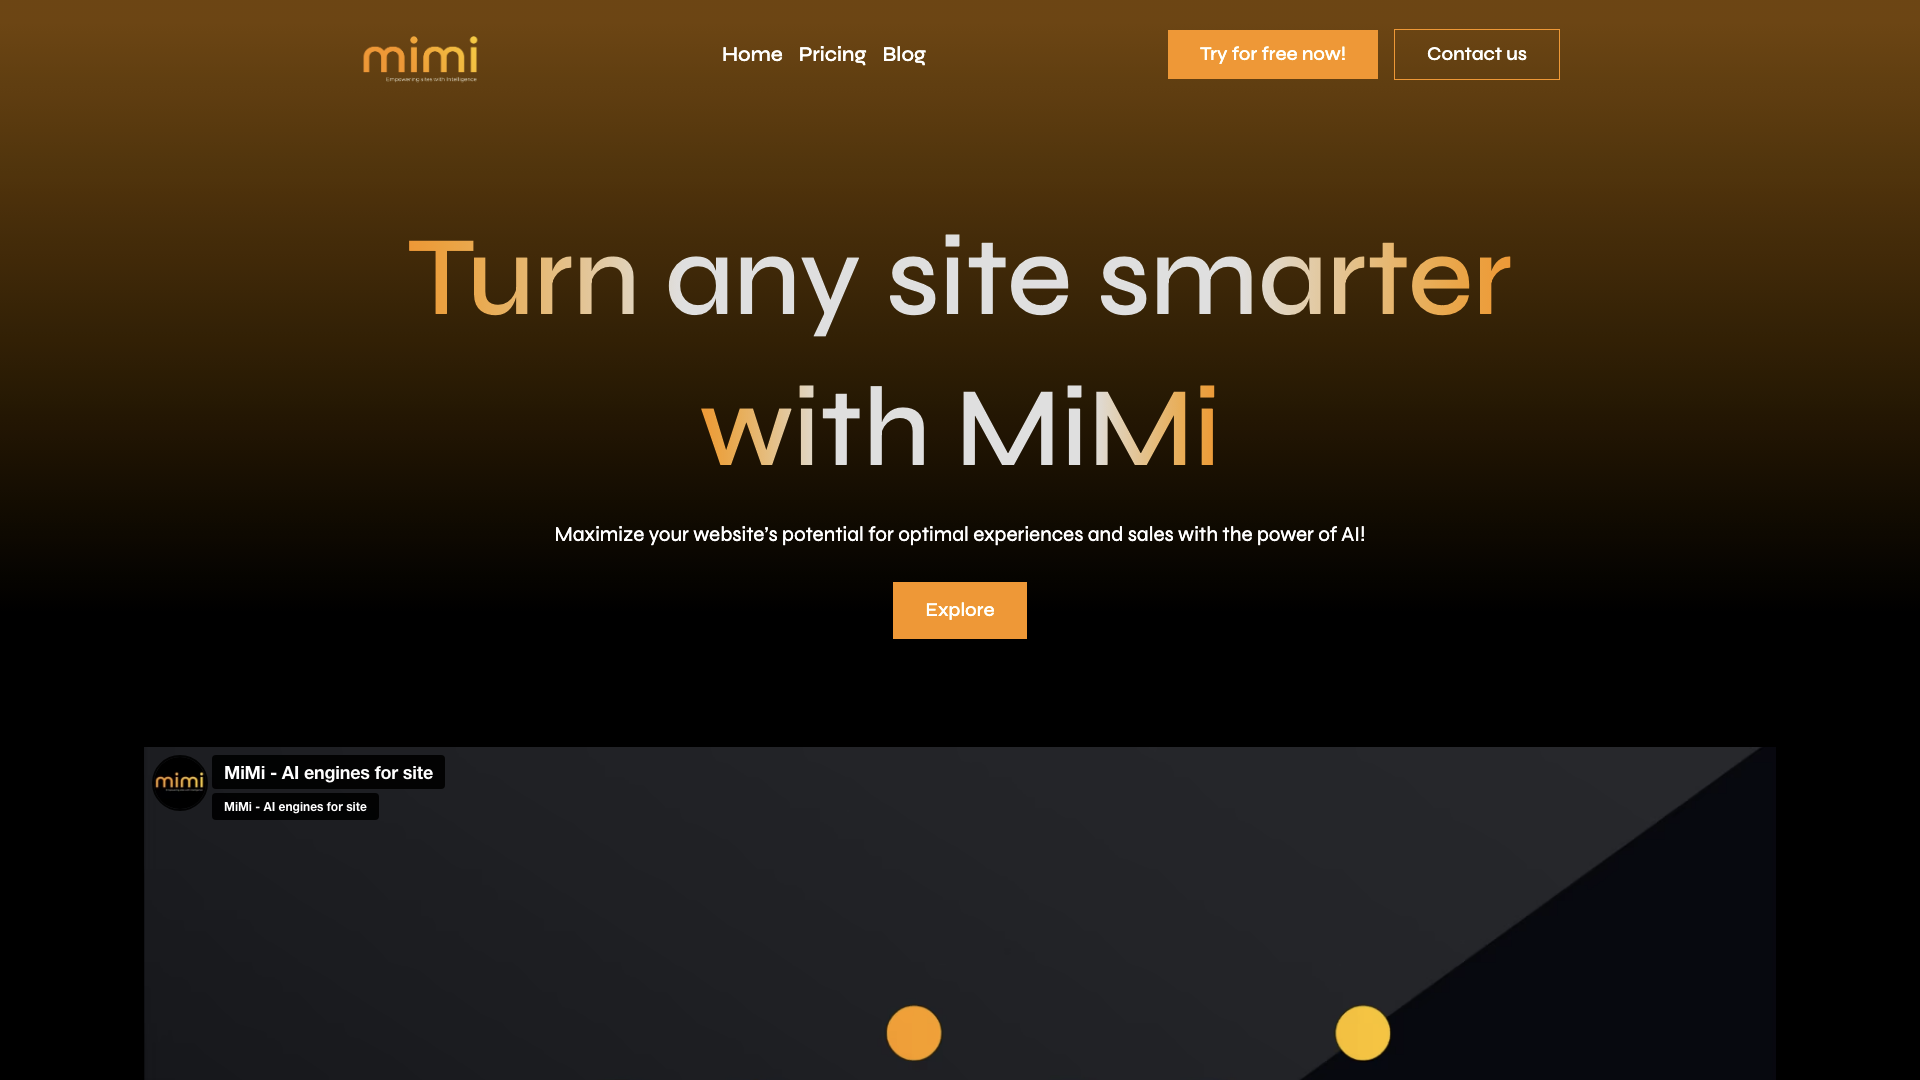 mimi
Empowering sites with Intelligence
Home Pricing Blog
Try for free now!
Contact us
Turn any site smarter
with MiMi
Maximize your website’s potential for optimal experiences and sales with the power of AI!
Explore
mimi
MiMi - AI engines for site
MiMi - AI engines for site